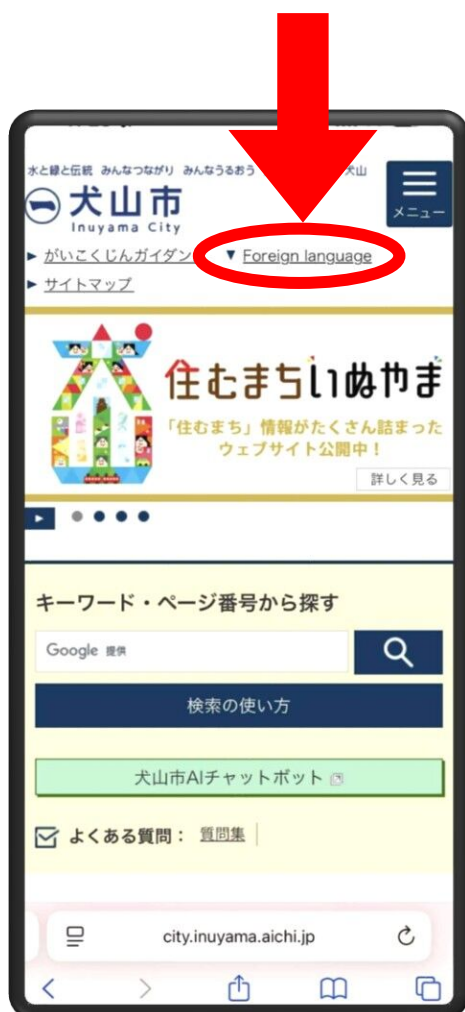 水と緑と伝統 みんなつながり みんなうるおう
犬山
犬山市
Inuyama City
メニュー
がいこくじんガイダン
▼ Foreign language
サイトマップ
住むまちいぬやま
「住むまち」情報がたくさん詰まった
ウェブサイト公開中！
詳しく見る
キーワード・ページ番号から探す
Google 提供
検索の使い方
犬山市AIチャットボット
よくある質問： 質問集
city.inuyama.aichi.jp